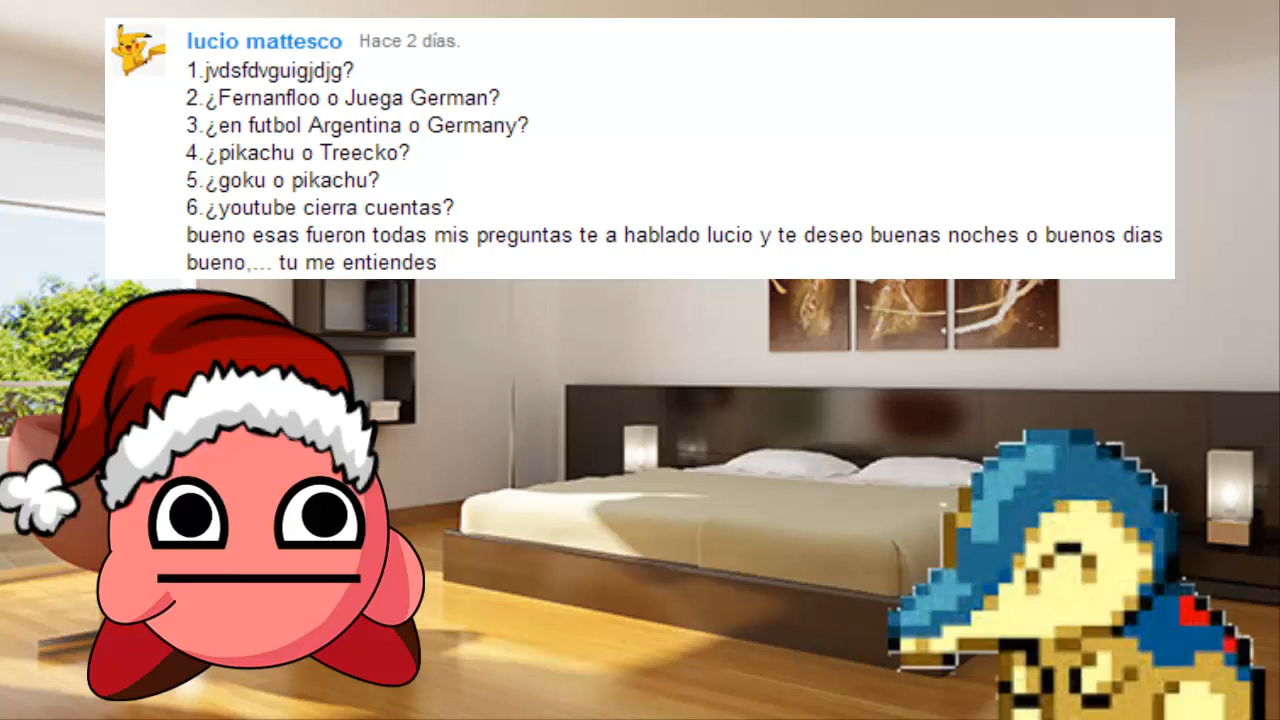 lucio mattesco Hace 2 días.
1.jvdsfdvguigjdjg?
2.¿Fernanfloo o Juega German?
3.¿en futbol Argentina o Germany?
4.¿pikachu o Treecko?
5.¿goku o pikachu?
6.¿youtube cierra cuentas?
bueno esas fueron todas mis preguntas te a hablado lucio y te deseo buenas noches o buenos dias
bueno,... tu me entiendes